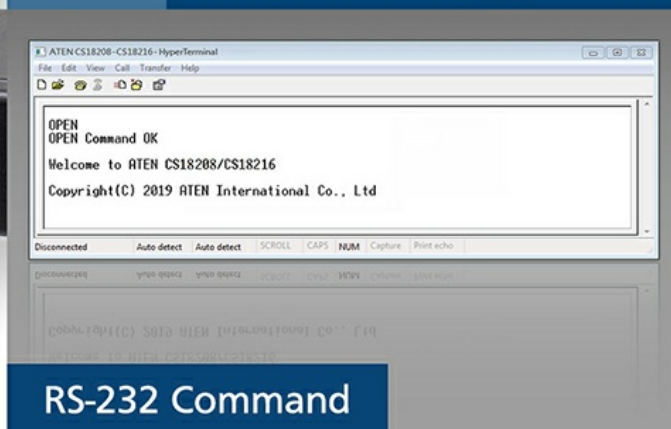 ATEN CS18208-CS18216-HyperTerminal
File Edit View Call Transfer Help
OPEN
OPEN Command OK
Welcome to ATEN CS18208/CS18216
Copyright(C) 2019 ATEN International Co., Ltd
Disconnected Auto detect Auto detect SCROLL CAPS NUM Capture Print echo
RS-232 Command